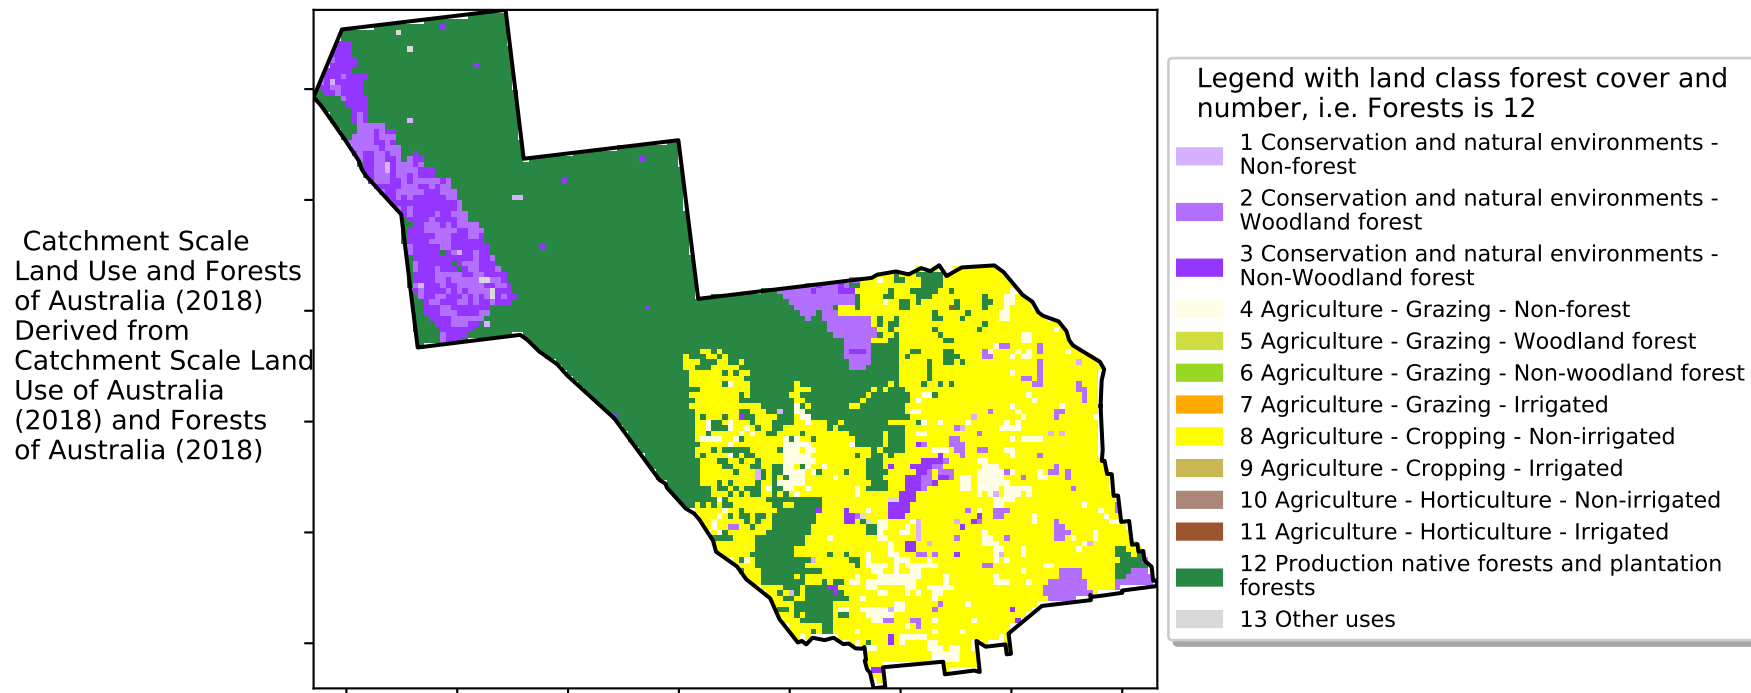 Catchment Scale
Land Use and Forests
of Australia (2018)
Derived from
Catchment Scale Land
Use of Australia
(2018) and Forests
of Australia (2018)
Legend with land class forest cover and
number, i.e. Forests is 12
1 Conservation and natural environments -
Non-forest
2 Conservation and natural environments -
Woodland forest
3 Conservation and natural environments -
Non-Woodland forest
4 Agriculture - Grazing - Non-forest
5 Agriculture - Grazing - Woodland forest
6 Agriculture - Grazing - Non-woodland forest
7 Agriculture - Grazing - Irrigated
8 Agriculture - Cropping - Non-irrigated
9 Agriculture - Cropping - Irrigated
10 Agriculture - Horticulture - Non-irrigated
11 Agriculture - Horticulture - Irrigated
12 Production native forests and plantation
forests
13 Other uses